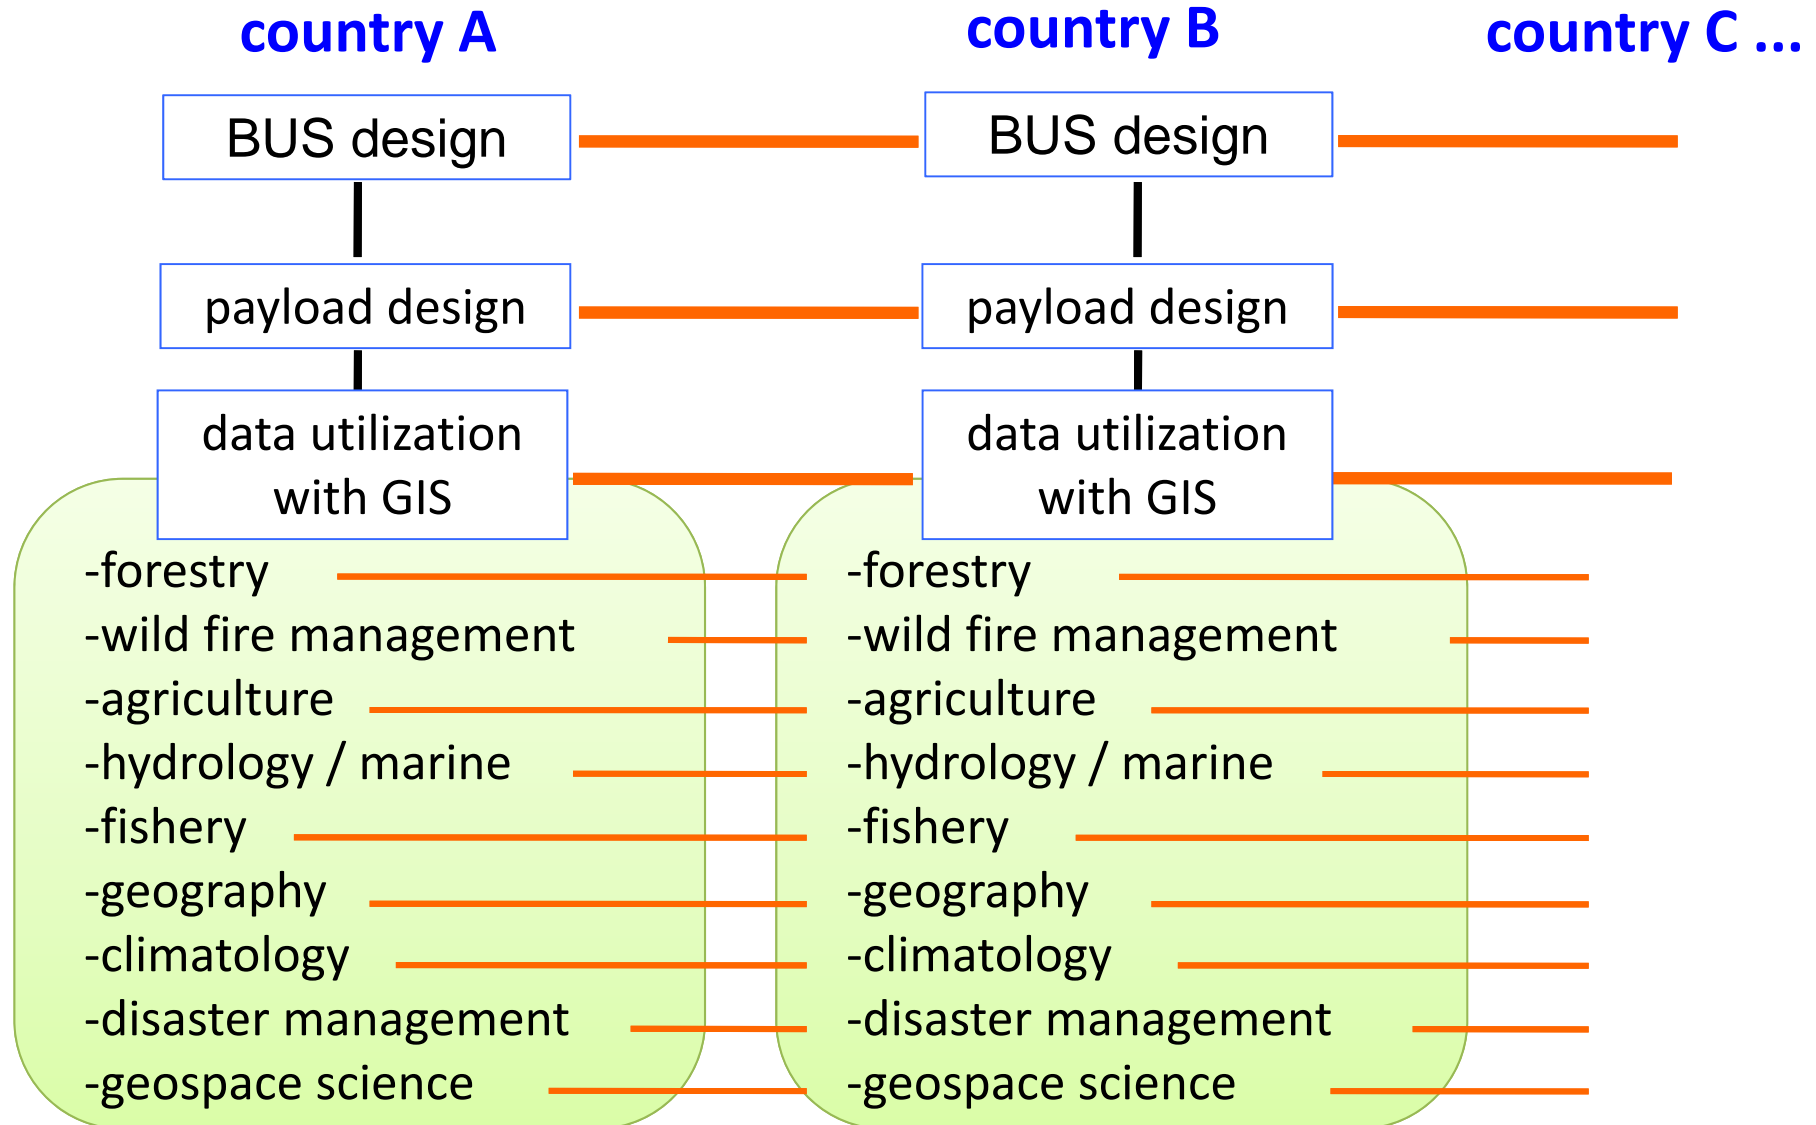 country A
country B
country C ...
BUS design
BUS design
payload design
payload design
data utilization
with GIS
data utilization
with GIS
-forestry
-wild fire management
-agriculture
-hydrology / marine
-fishery
-geography
-climatology
-disaster management
-geospace science
-forestry
-wild fire management
-agriculture
-hydrology / marine
-fishery
-geography
-climatology
-disaster management
-geospace science